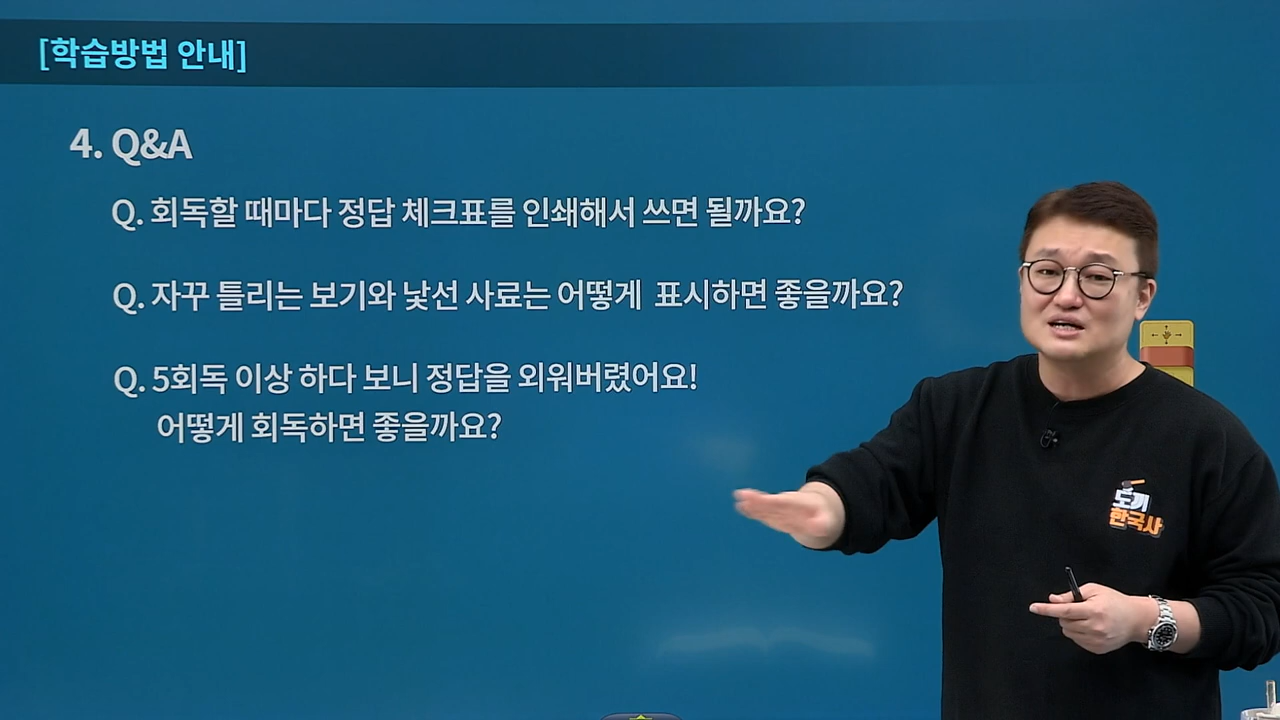 [학습방법 안내]
4. Q&A
Q. 회독할 때마다 정답 체크표를 인쇄해서 쓰면 될까요?
Q. 자꾸 틀리는 보기와 낯선 사료는 어떻게 표시하면 좋을까요?
Q. 5회독 이상 하다 보니 정답을 외워버렸어요!
어떻게 회독하면 좋을까요?
도끼
한국사